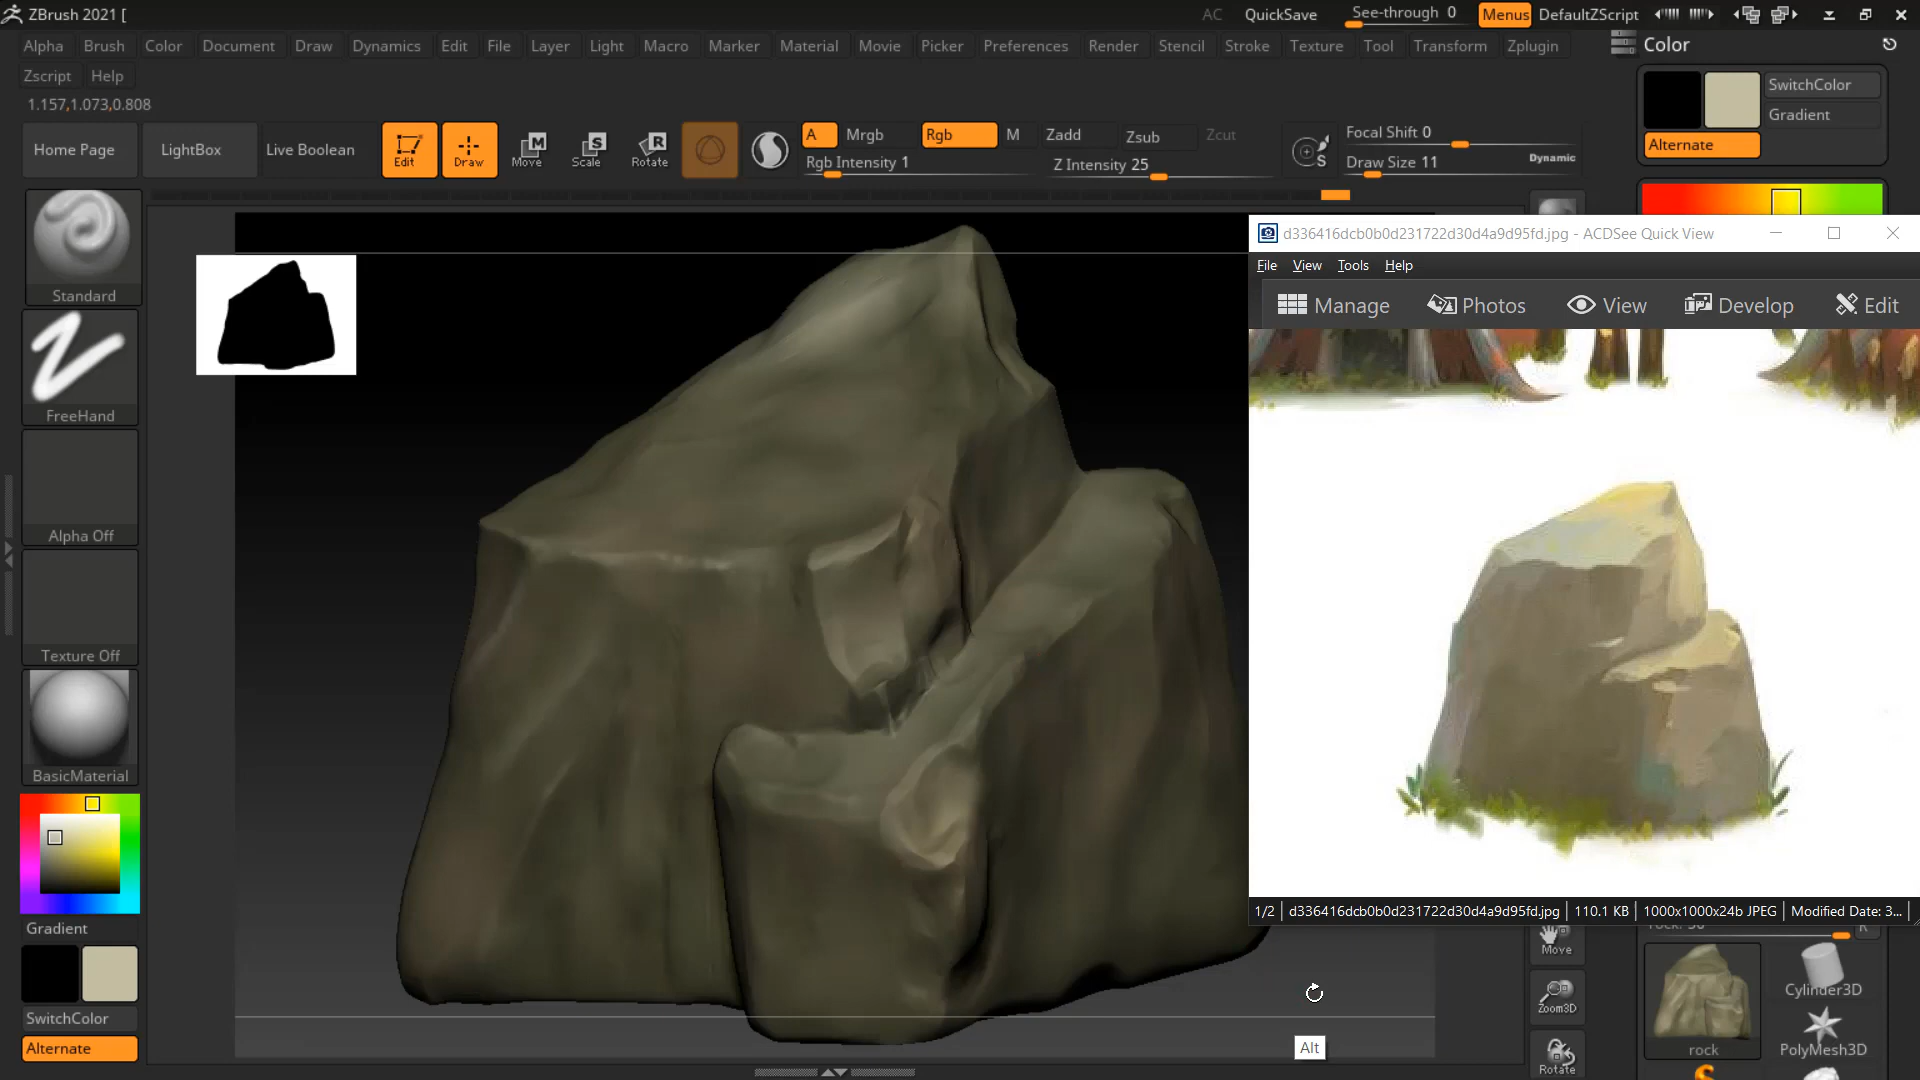 ZBrush 2021 [
AC QuickSave See-through 0 Menus DefaultZScript
Alpha Brush Color Document Draw Dynamics Edit File Layer Light Macro Marker Material Movie Picker Preferences Render Stencil Stroke Texture Tool Transform Zplugin
Zscript Help
1.157,1.073,0.808
Home Page LightBox Live Boolean Edit Draw Move Scale Rotate
A Mrgb Rgb M Zadd Zsub Zcut
Rgb Intensity 1 Z Intensity 25
Focal Shift 0
Draw Size 11 Dynamic
Color
SwitchColor
Gradient
Alternate
Standard
FreeHand
Alpha Off
Texture Off
BasicMaterial
Gradient
SwitchColor
Alternate
d336416dcb0b0d231722d30d4a9d95fd.jpg - ACDSee Quick View
File View Tools Help
Manage Photos View Develop Edit
1/2 d336416dcb0b0d231722d30d4a9d95fd.jpg 110.1 KB 1000x1000x24b JPEG Modified Date: 3...
Move
Zoom3D
Rotate
R
Cylinder3D
rock
PolyMesh3D
Alt